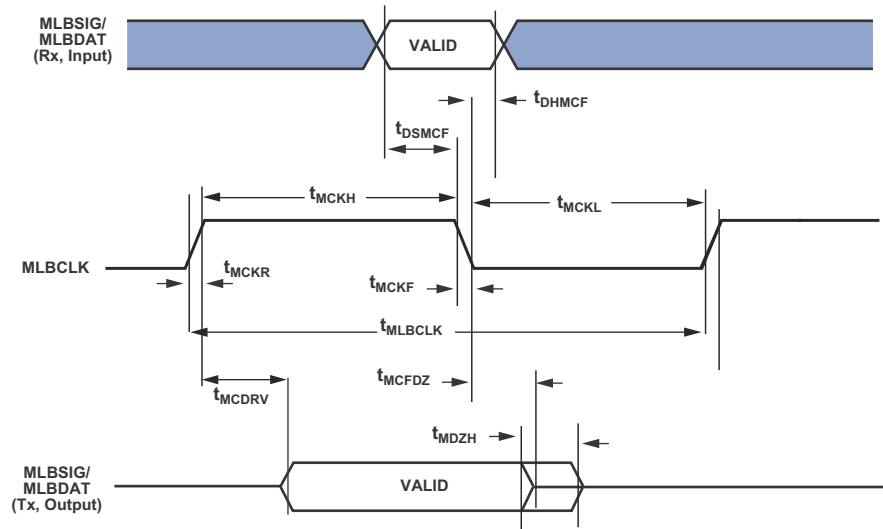 MLBSIG/
MLBDAT
(Rx, Input)
VALID
tDHMCF
tDSMCF
tMCKH
tMCKL
MLBCLK
tMCKR
tMCKF
tMLBCLK
tMCFDZ
tMCDRV
tMDZH
MLBSIG/
MLBDAT
(Tx, Output)
VALID